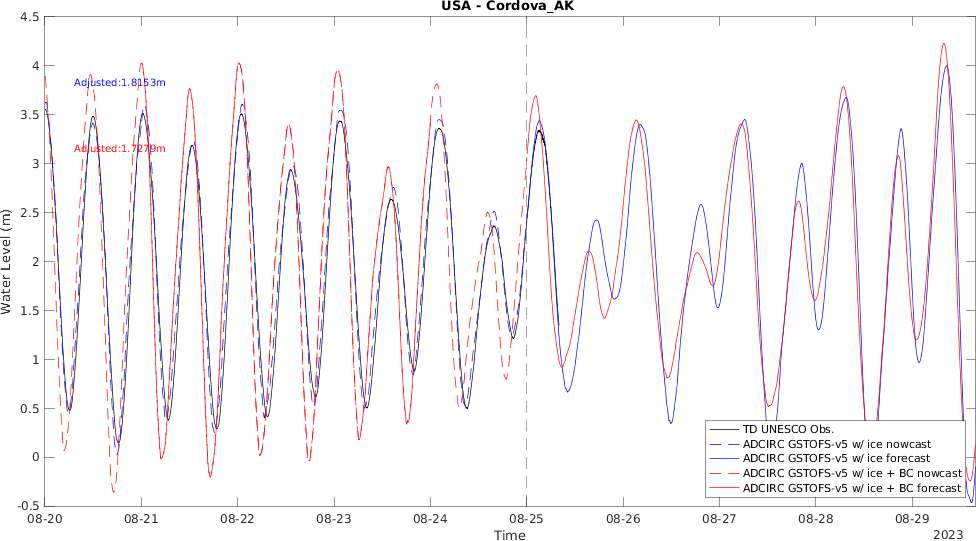 USA - Cordova_AK
4.5
4
3.5
3
2.5
2
1.5
1
0.5
0
-0.5
Water Level (m)
Adjusted:1.8153m
Adjusted:1.7279m
TD UNESCO Obs.
ADCIRC GSTOFS-v5 w/ ice nowcast
ADCIRC GSTOFS-v5 w/ ice forecast
ADCIRC GSTOFS-v5 w/ ice + BC nowcast
ADCIRC GSTOFS-v5 w/ ice + BC forecast
08-20 08-21 08-22 08-23 08-24 08-25 08-26 08-27 08-28 08-29
Time
2023